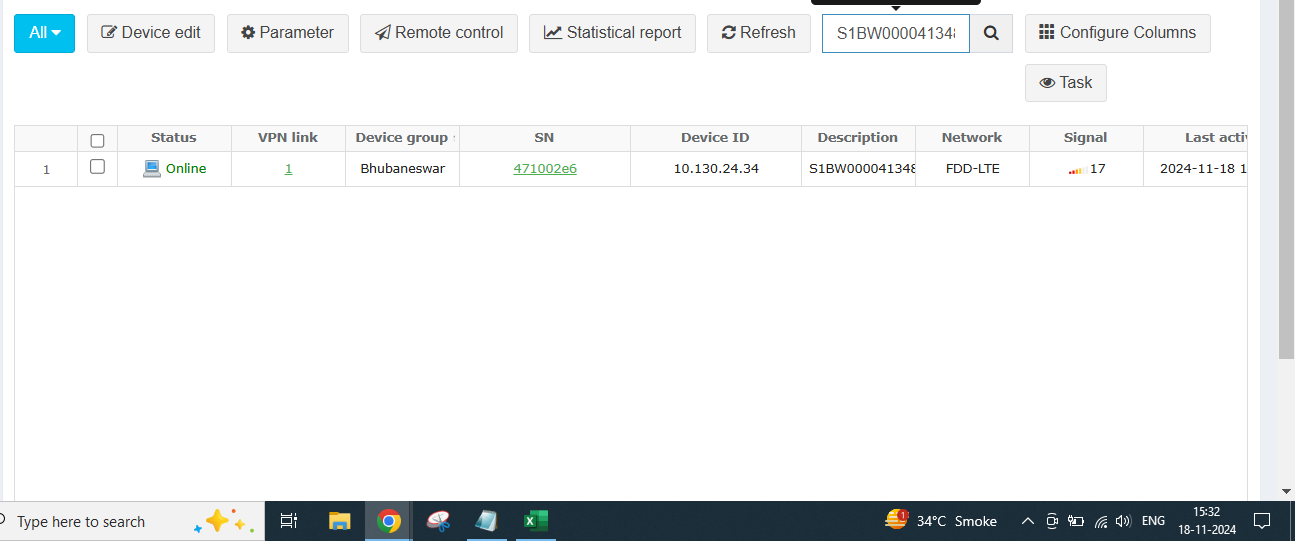 All Device edit Parameter Remote control Statistical report Refresh S1BW000041348 Configure Columns
Task
Status VPN link Device group SN Device ID Description Network Signal Last activ
1 Online 1 Bhubaneswar 471002e6 10.130.24.34 S1BW000041348 FDD-LTE 17 2024-11-18 1
Type here to search 1 34°C Smoke ENG 15:32
18-11-2024